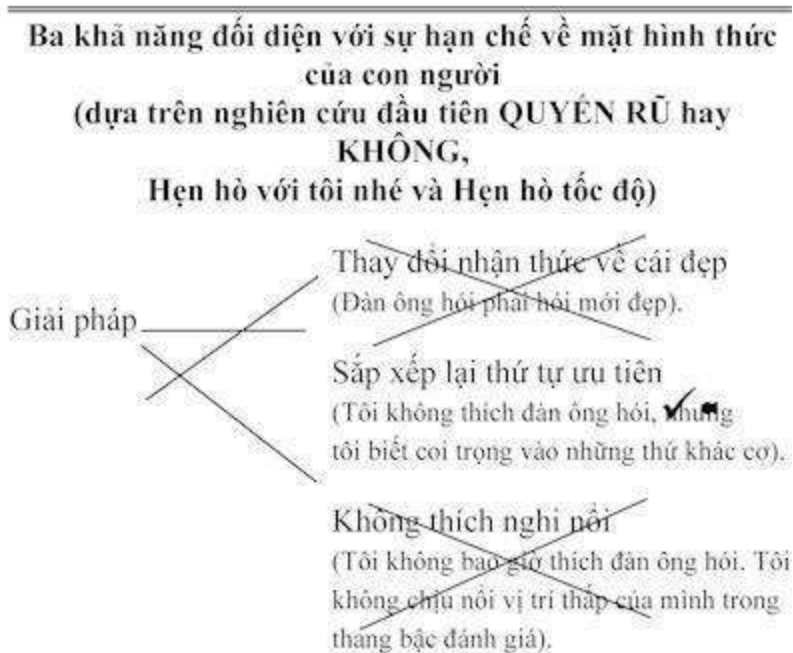 Ba khả năng đối diện với sự hạn chế về mặt hình thức
của con người
(dựa trên nghiên cứu đầu tiên QUYẾN RŨ hay
KHÔNG,
Hẹn hò với tôi nhé và Hẹn hò tốc độ)
Thay đổi nhận thức về cái đẹp
(Đàn ông hói phải hói mới đẹp).
Giải pháp
Sắp xếp lại thứ tự ưu tiên
(Tôi không thích đàn ông hói, nhưng
tôi biết coi trọng vào những thứ khác cơ).
Không thích nghi nổi
(Tôi không bao giờ thích đàn ông hói. Tôi
không chịu nổi vị trí thấp của mình trong
thang bậc đánh giá).